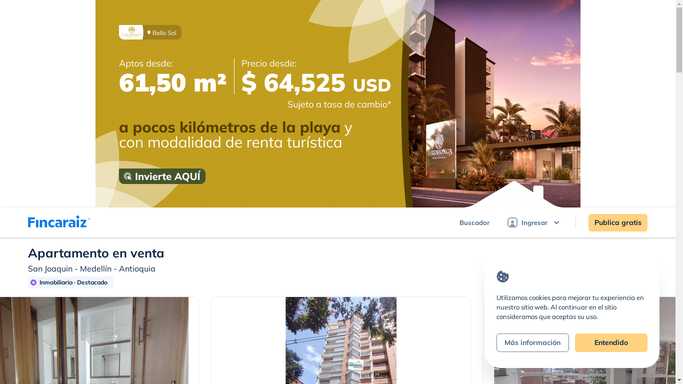 Bello Sol
Aptos desde:
61,50 m²
Precio desde:
$ 64,525 USD
Sujeto a tasa de cambio*
a pocos kilómetros de la playa y
con modalidad de renta turística
Invierte AQUÍ
Fincaraiz
Buscador
Ingresar
Publica gratis
Apartamento en venta
San Joaquin - Medellín - Antioquia
Inmobiliaria · Destacado
Utilizamos cookies para mejorar tu experiencia en
nuestro sitio web. Al continuar en el sitio
consideramos que aceptas su uso.
Más información
Entendido